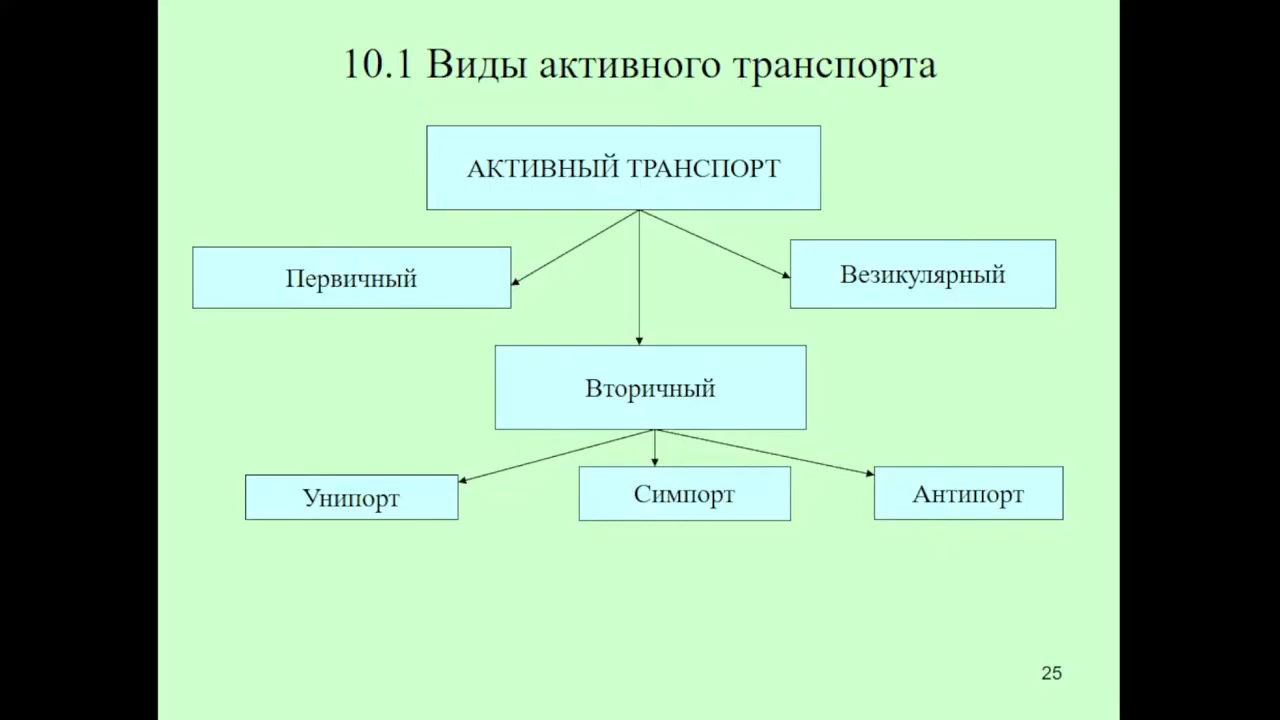 10.1 Виды активного транспорта
АКТИВНЫЙ ТРАНСПОРТ
Первичный
Везикулярный
Вторичный
Унипорт
Симпорт
Антипорт
25